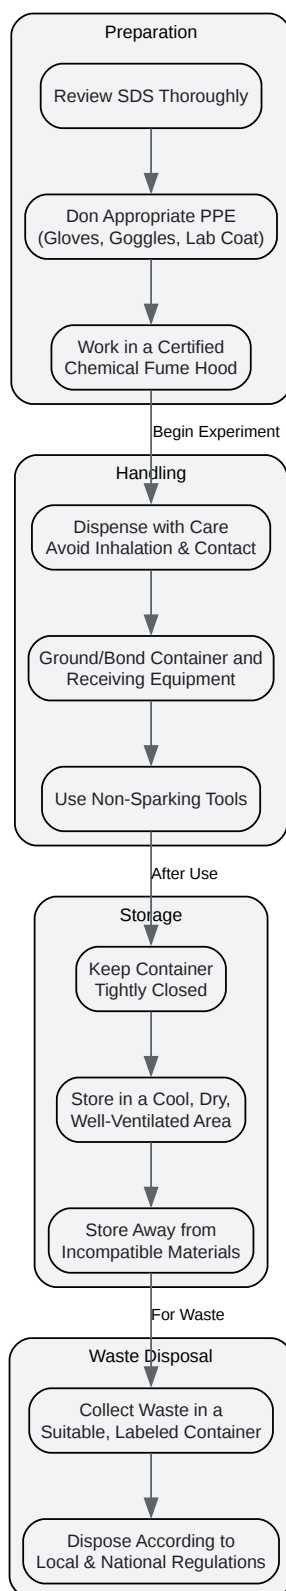 Preparation
Review SDS Thoroughly
Don Appropriate PPE
(Gloves, Goggles, Lab Coat)
Work in a Certified
Chemical Fume Hood
Begin Experiment
Handling
Dispense with Care
Avoid Inhalation & Contact
Ground/Bond Container and
Receiving Equipment
Use Non-Sparking Tools
After Use
Storage
Keep Container
Tightly Closed
Store in a Cool, Dry,
Well-Ventilated Area
Store Away from
Incompatible Materials
For Waste
Waste Disposal
Collect Waste in a
Suitable, Labeled Container
Dispose According to
Local & National Regulations